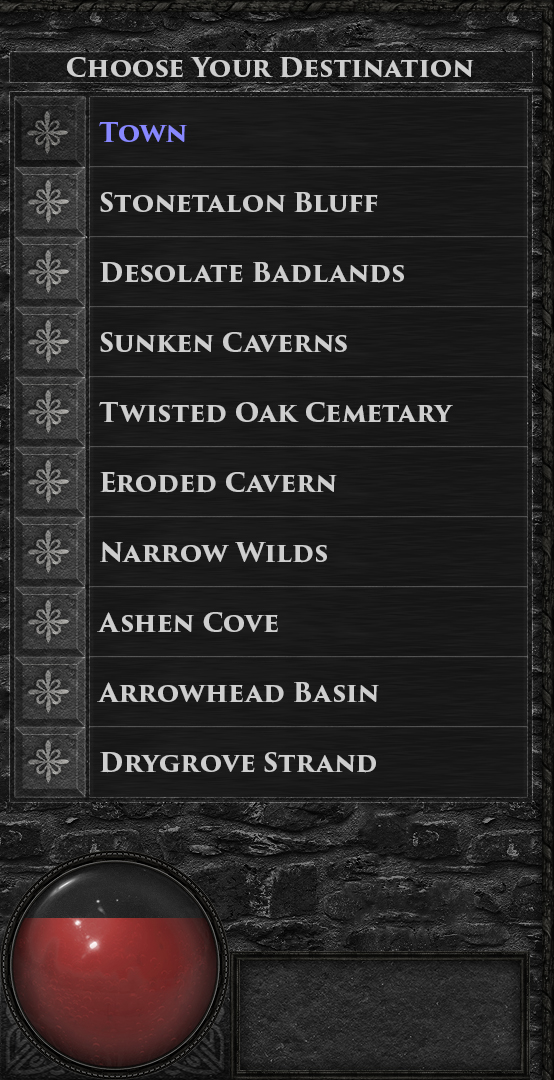 Choose Your Destination
Town
Stonetalon Bluff
Desolate Badlands
Sunken Caverns
Twisted Oak Cemetary
Eroded Cavern
Narrow Wilds
Ashen Cove
Arrowhead Basin
Drygrove Strand